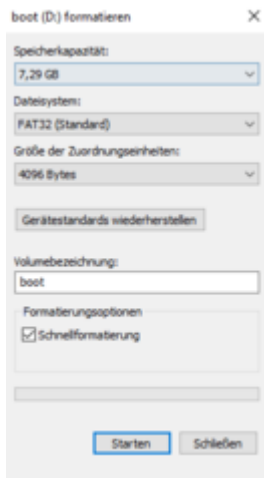 boot (D:) formatieren
Speicherkapazität:
7,29 GB
Dateisystem:
FAT32 (Standard)
Größe der Zuordnungseinheiten:
4096 Bytes
Gerätestandards wiederherstellen
Volumebezeichnung:
boot
Formatierungsoptionen
Schnellformatierung
Starten Schließen